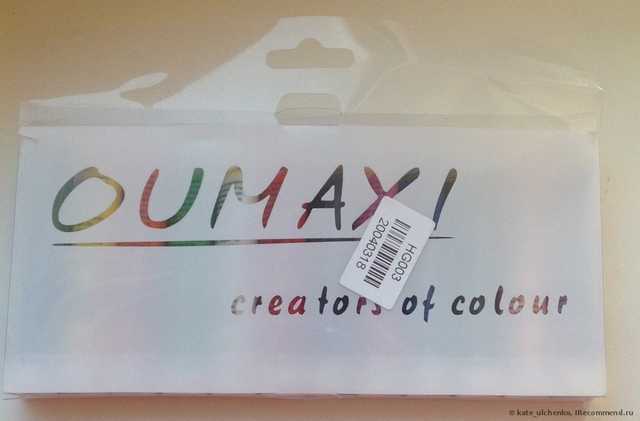 OUMAXI
HG003
20040318
creators of colour
© kate_ulchenko, IRecommend.ru